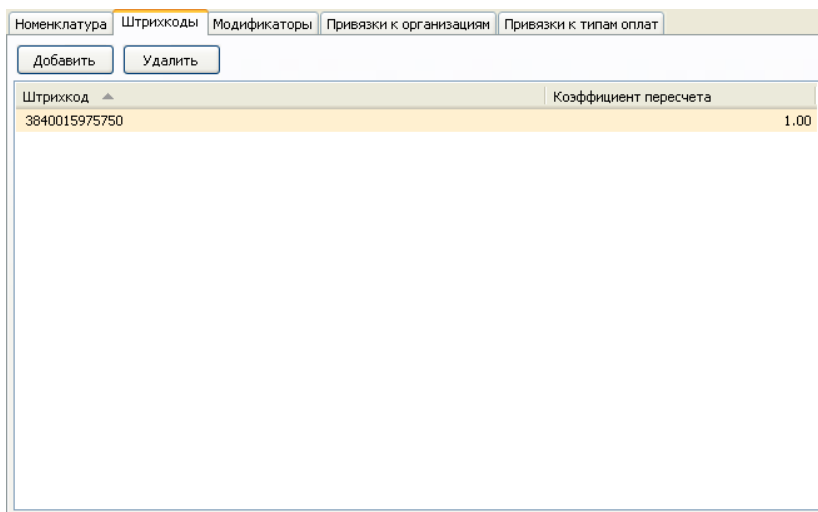 Номенклатура Штрихкоды Модификаторы Привязки к организациям Привязки к типам оплат
Добавить Удалить
Штрихкод Коэффициент пересчета
3840015975750 1.00